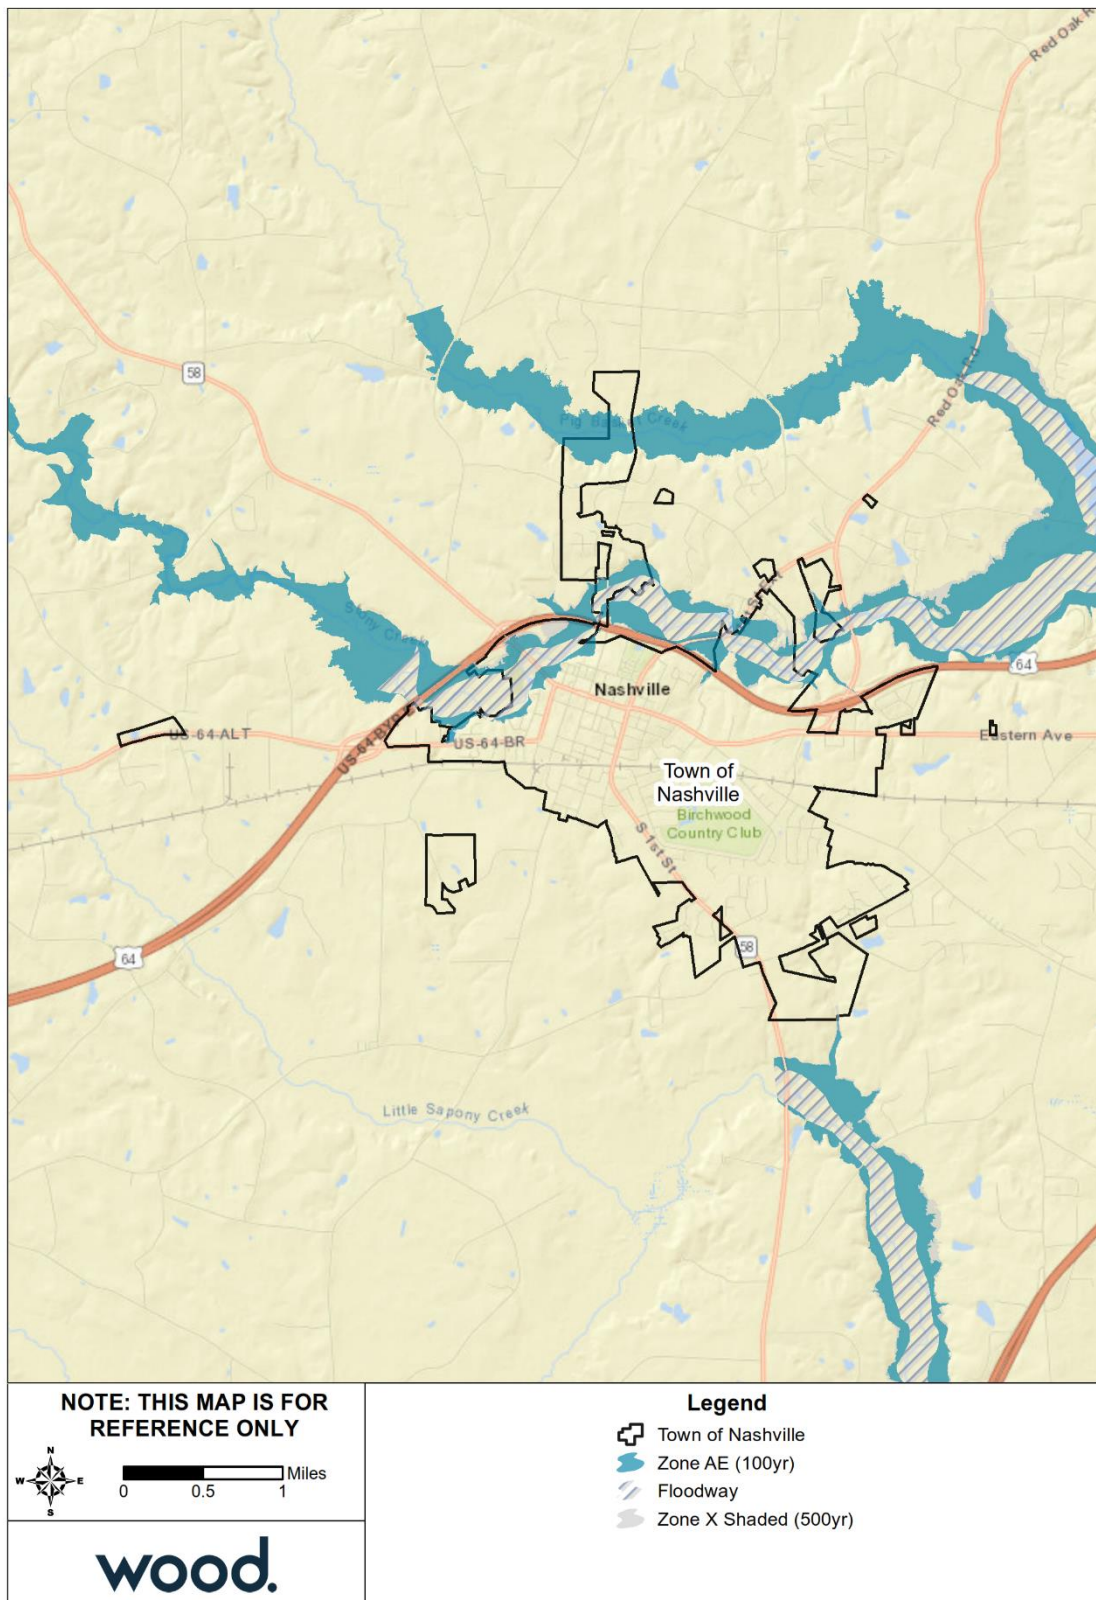 Red Oak R
58
Red Oak Rd
Pig Basket Creek
Stony Creek
Nashville
64
US-64-ALT
US-64-BYP
US-64-BR
Eastern Ave
Town of
Nashville
Birchwood
Country Club
S 1st St
58
64
Little Sapony Creek
NOTE: THIS MAP IS FOR
REFERENCE ONLY
N
W E
S
0 0.5 1 Miles
wood.
Legend
Town of Nashville
Zone AE (100yr)
Floodway
Zone X Shaded (500yr)